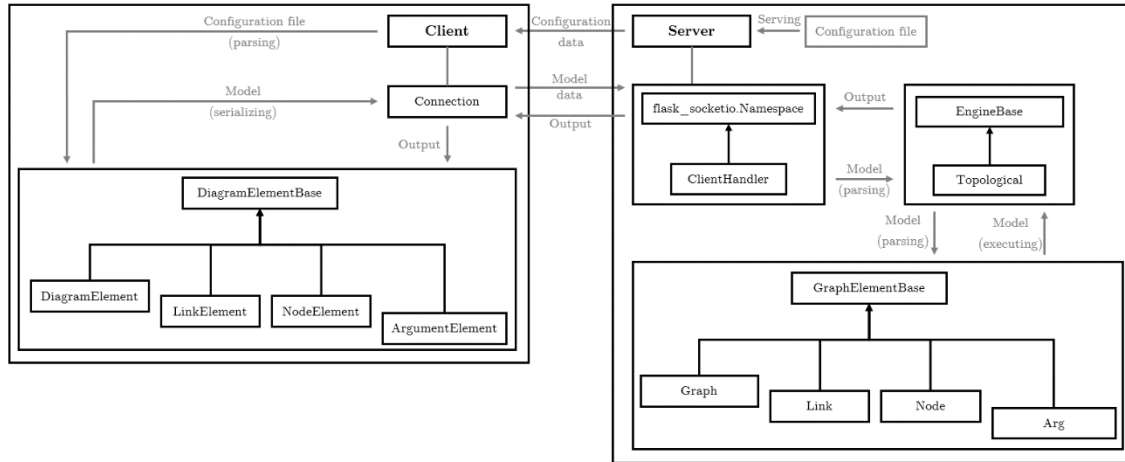 Configuration file
(parsing)
Client
Configuration
data
Server
Serving
Configuration file
Model
(serializing)
Connection
Model
data
Output
Output
flask_socketio.Namespace
ClientHandler
Output
Model
(parsing)
EngineBase
Topological
DiagramElementBase
DiagramElement
LinkElement
NodeElement
ArgumentElement
Model
(parsing)
Model
(executing)
GraphElementBase
Graph
Link
Node
Arg